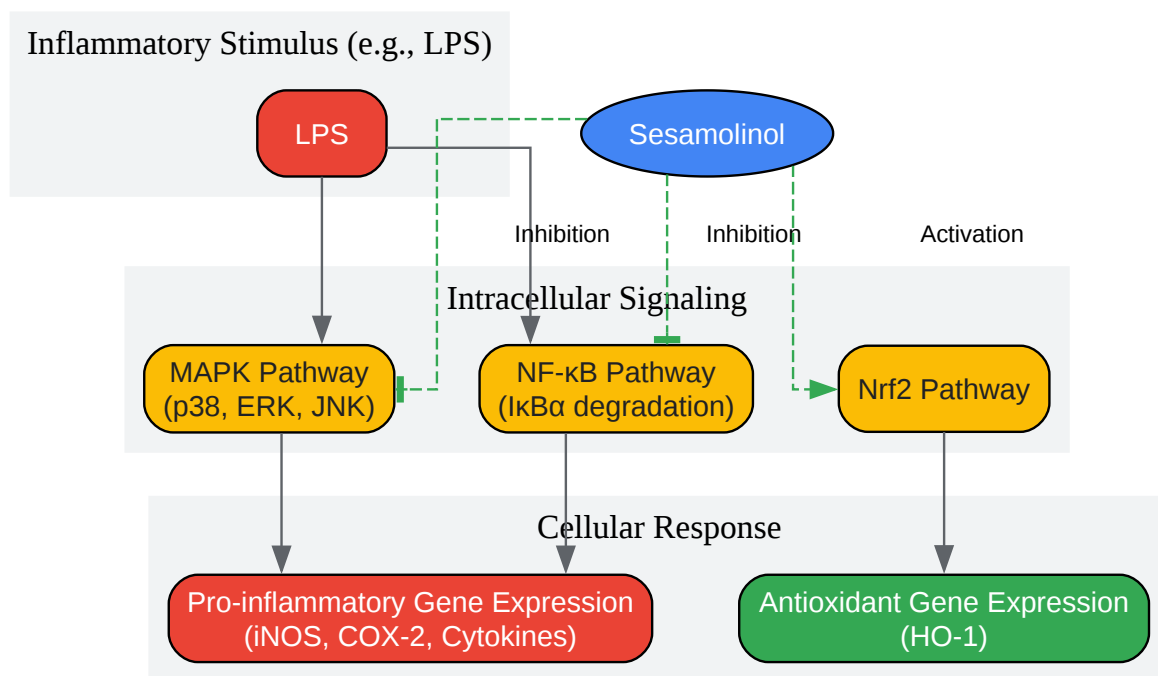 Inflammatory Stimulus (e.g., LPS)
LPS
Sesamolinol
Inhibition
Inhibition
Activation
Intracellular Signaling
MAPK Pathway
(p38, ERK, JNK)
NF-κB Pathway
(IκBα degradation)
Nrf2 Pathway
Cellular Response
Pro-inflammatory Gene Expression
(iNOS, COX-2, Cytokines)
Antioxidant Gene Expression
(HO-1)